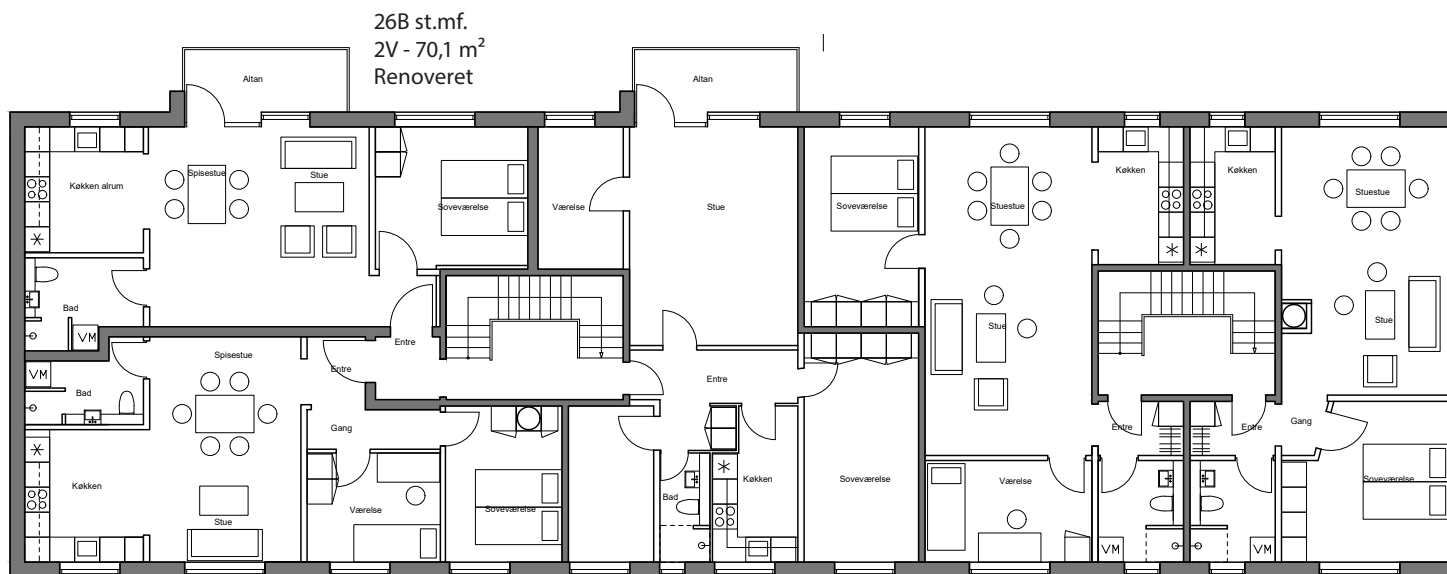 26B st.mf.
2V - 70,1 m²
Renoveret
Altan
Altan
Køkken alrum
Spisestue
Stue
Soveværelse
Værelse
Stue
Soveværelse
Stuestue
Køkken
Køkken
Stuestue
Bad
VM
Entre
Stue
Stue
Spisestue
Entre
Entre
VM
Bad
Gang
Entre
Entre
Gang
Køkken
Stue
Værelse
Soveværelse
Bad
Køkken
Soveværelse
Værelse
Soveværelse
VM
VM